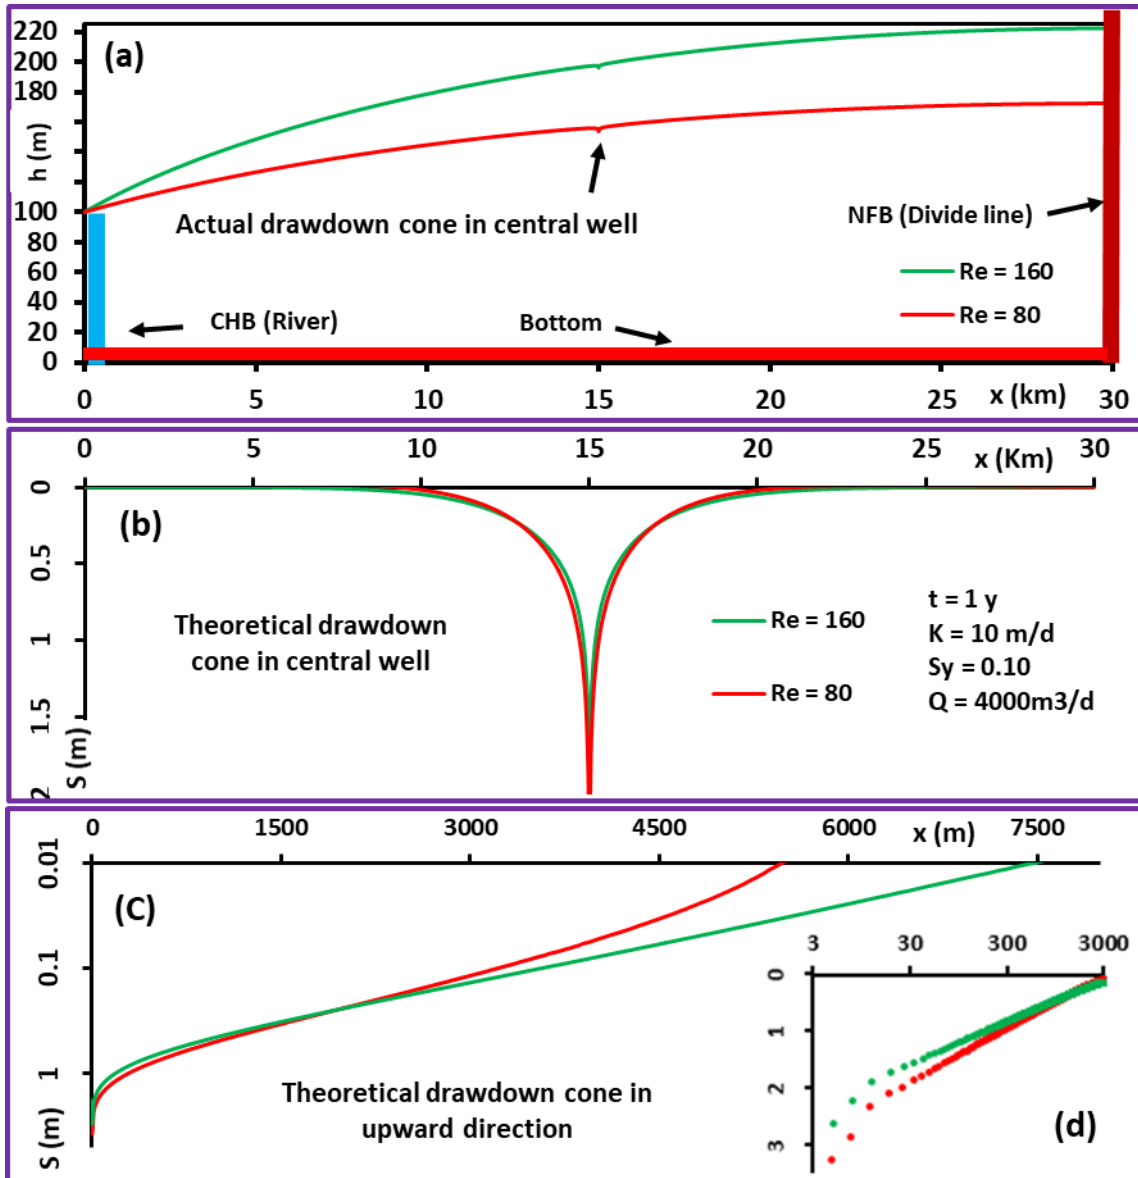 (a)
220
200
180
100
80
60
40
20
0
h (m)
Actual drawdown cone in central well
NFB (Divide line)
Re = 160
Re = 80
CHB (River)
Bottom
0 5 10 15 20 25 x (km) 30
0 5 10 15 20 25 x (Km) 30
(b)
0
0.5
1
1.5
2
S (m)
Theoretical drawdown
cone in central well
Re = 160
Re = 80
t = 1 y
K = 10 m/d
Sy = 0.10
Q = 4000m3/d
0 1500 3000 4500 6000 x (m) 7500
0.01
0.1
1
S (m)
(C)
Theoretical drawdown cone in
upward direction
3 30 300 3000
0
1
2
3
(d)